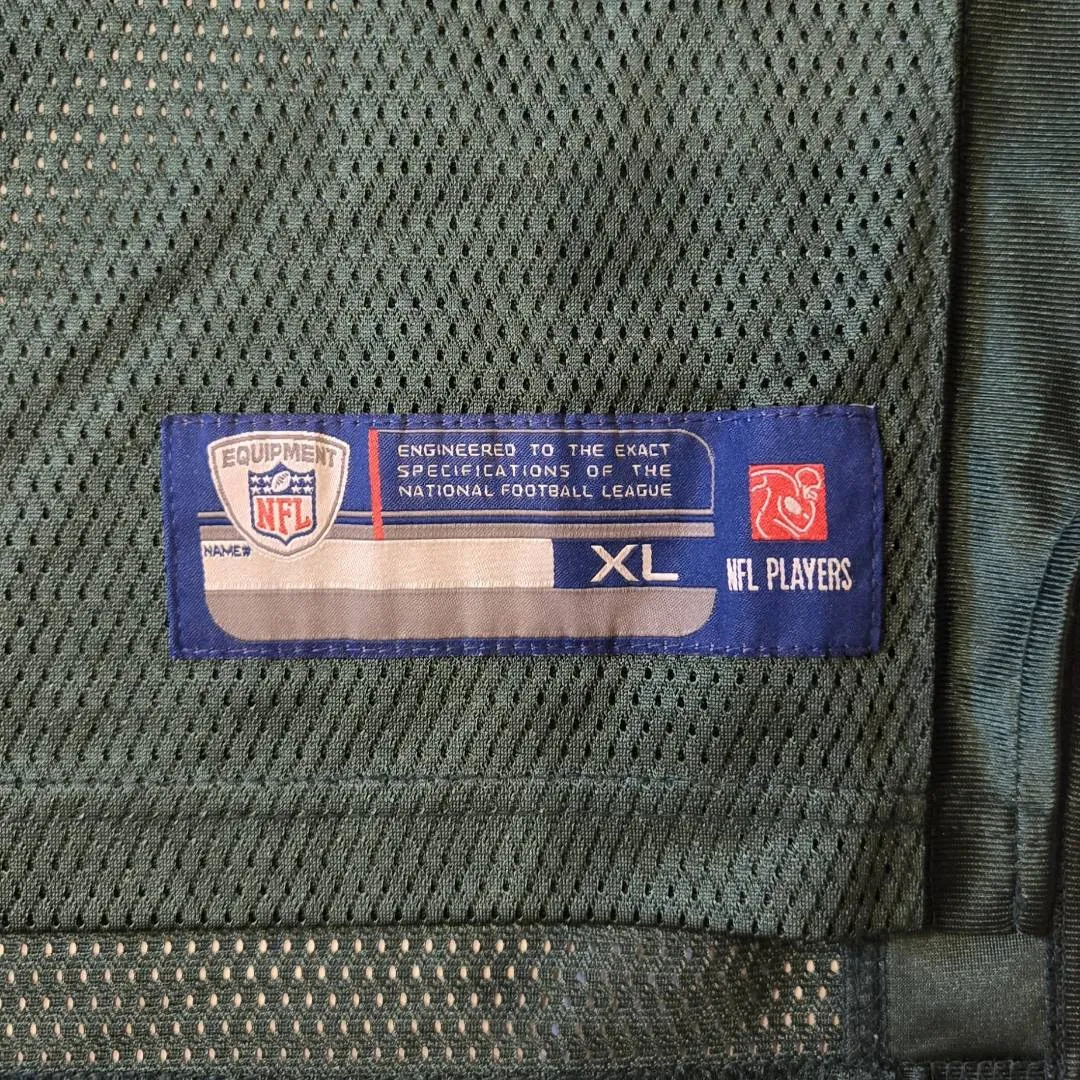 EQUIPMENT
NFL
ENGINEERED TO THE EXACT
SPECIFICATIONS OF THE
NATIONAL FOOTBALL LEAGUE
NAME#
XL
NFL PLAYERS